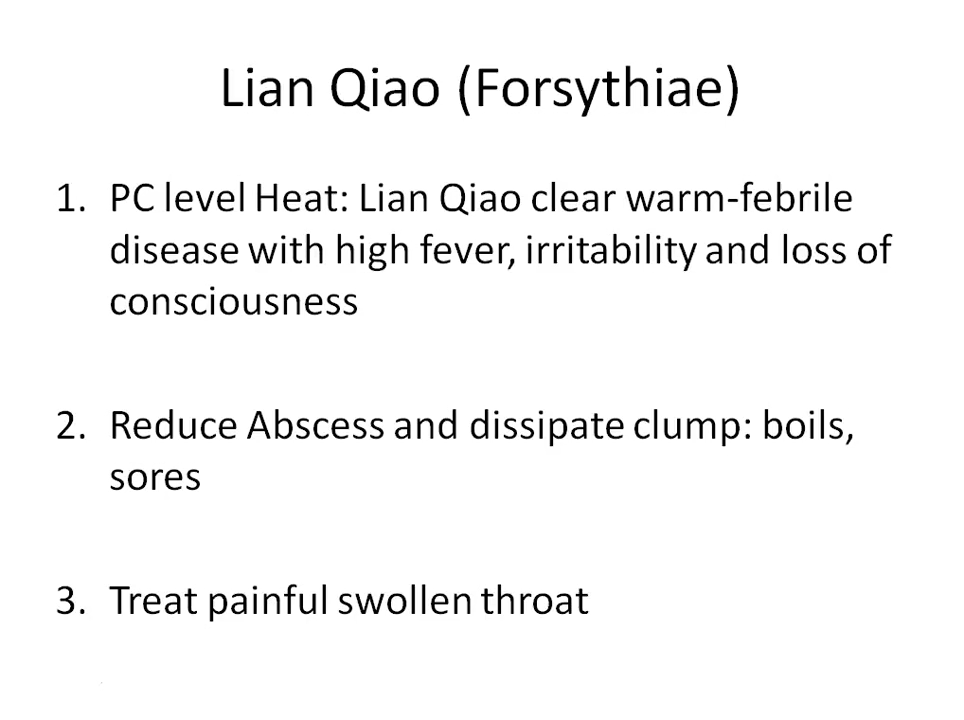 Lian Qiao (Forsythiae)
1. PC level Heat: Lian Qiao clear warm-febrile
disease with high fever, irritability and loss of
consciousness
2. Reduce Abscess and dissipate clump: boils,
sores
3. Treat painful swollen throat